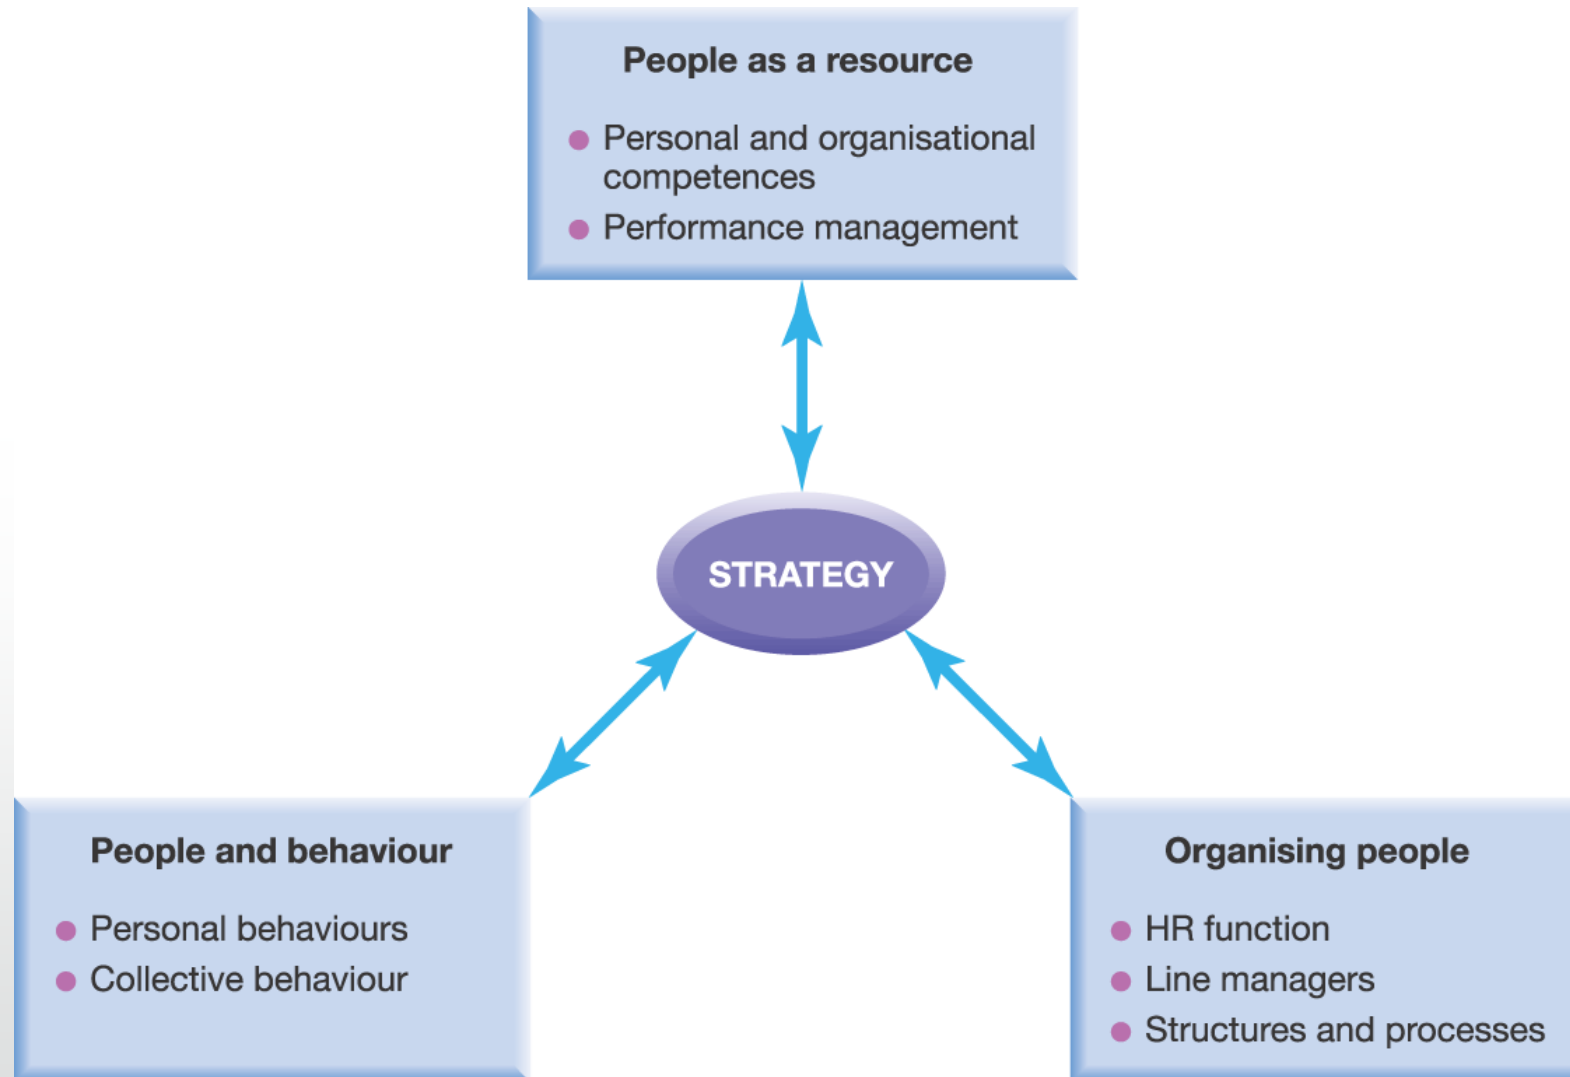 People as a resource
Personal and organisational
competences
Performance management
STRATEGY
People and behaviour
Personal behaviours
Collective behaviour
Organising people
HR function
Line managers
Structures and processes